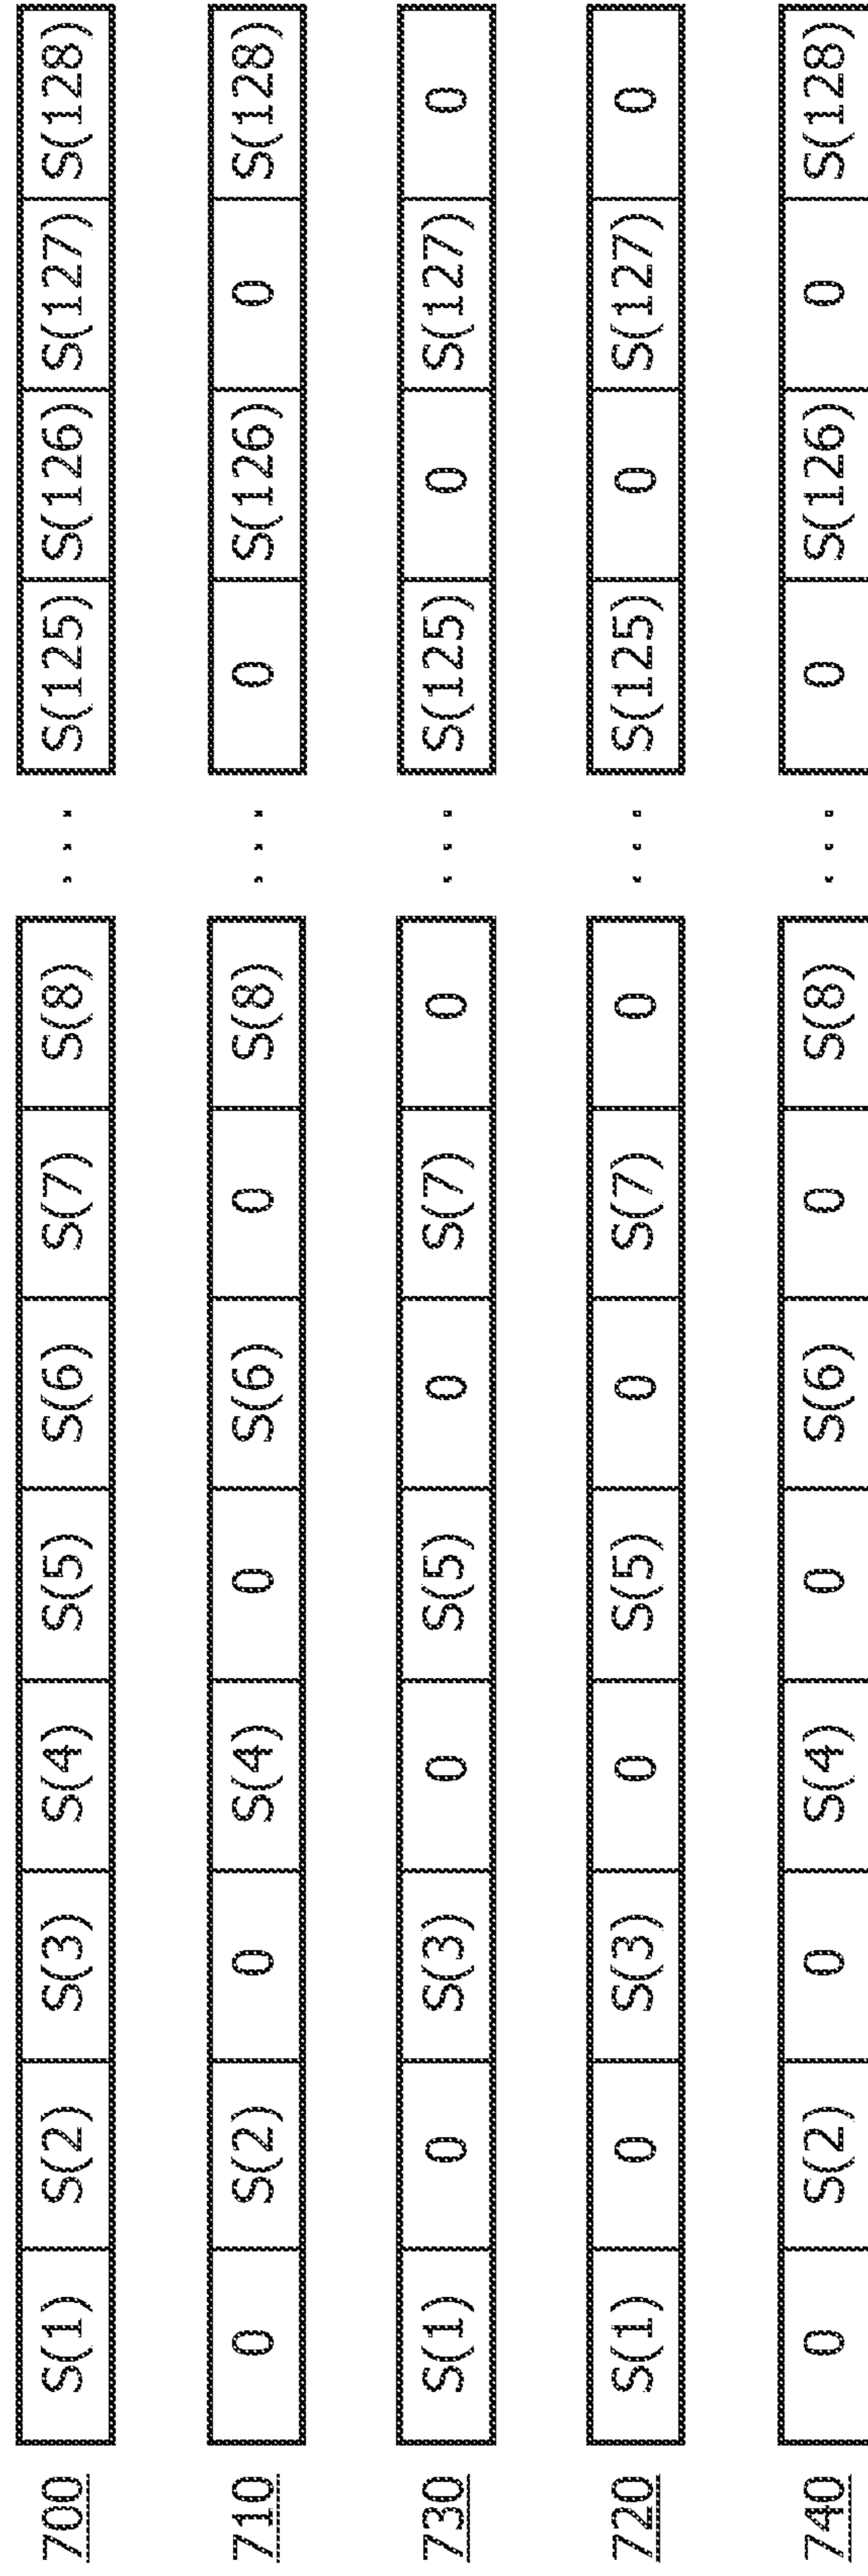 700 S(1) S(2) S(3) S(4) S(5) S(6) S(7) S(8) ... S(125) S(126) S(127) S(128)
710 0 S(2) 0 S(4) 0 S(6) 0 S(8) ... 0 S(126) 0 S(128)
730 S(1) 0 S(3) 0 S(5) 0 S(7) 0 ... S(125) 0 S(127) 0
720 S(1) 0 S(3) 0 S(5) 0 S(7) 0 ... S(125) 0 S(127) 0
740 0 S(2) 0 S(4) 0 S(6) 0 S(8) ... 0 S(126) 0 S(128)